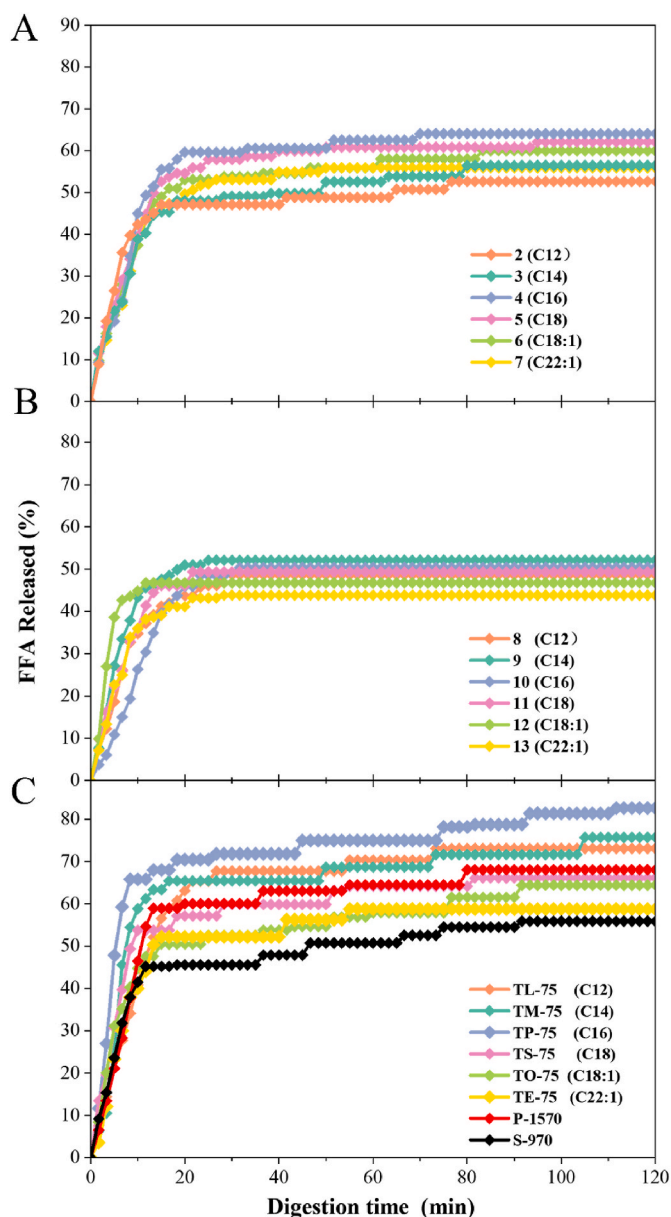 A
90
80
70
60
50
40
30
20
10
0
2 (C12）
3 (C14)
4 (C16)
5 (C18)
6 (C18:1)
7 (C22:1)
B
80
70
60
50
40
30
20
10
0
8 (C12）
9 (C14)
10 (C16)
11 (C18)
12 (C18:1)
13 (C22:1)
FFA Released (%)
C
80
70
60
50
40
30
20
10
0
TL-75 (C12)
TM-75 (C14)
TP-75 (C16)
TS-75 (C18)
TO-75 (C18:1)
TE-75 (C22:1)
P-1570
S-970
0 20 40 60 80 100 120
Digestion time (min)